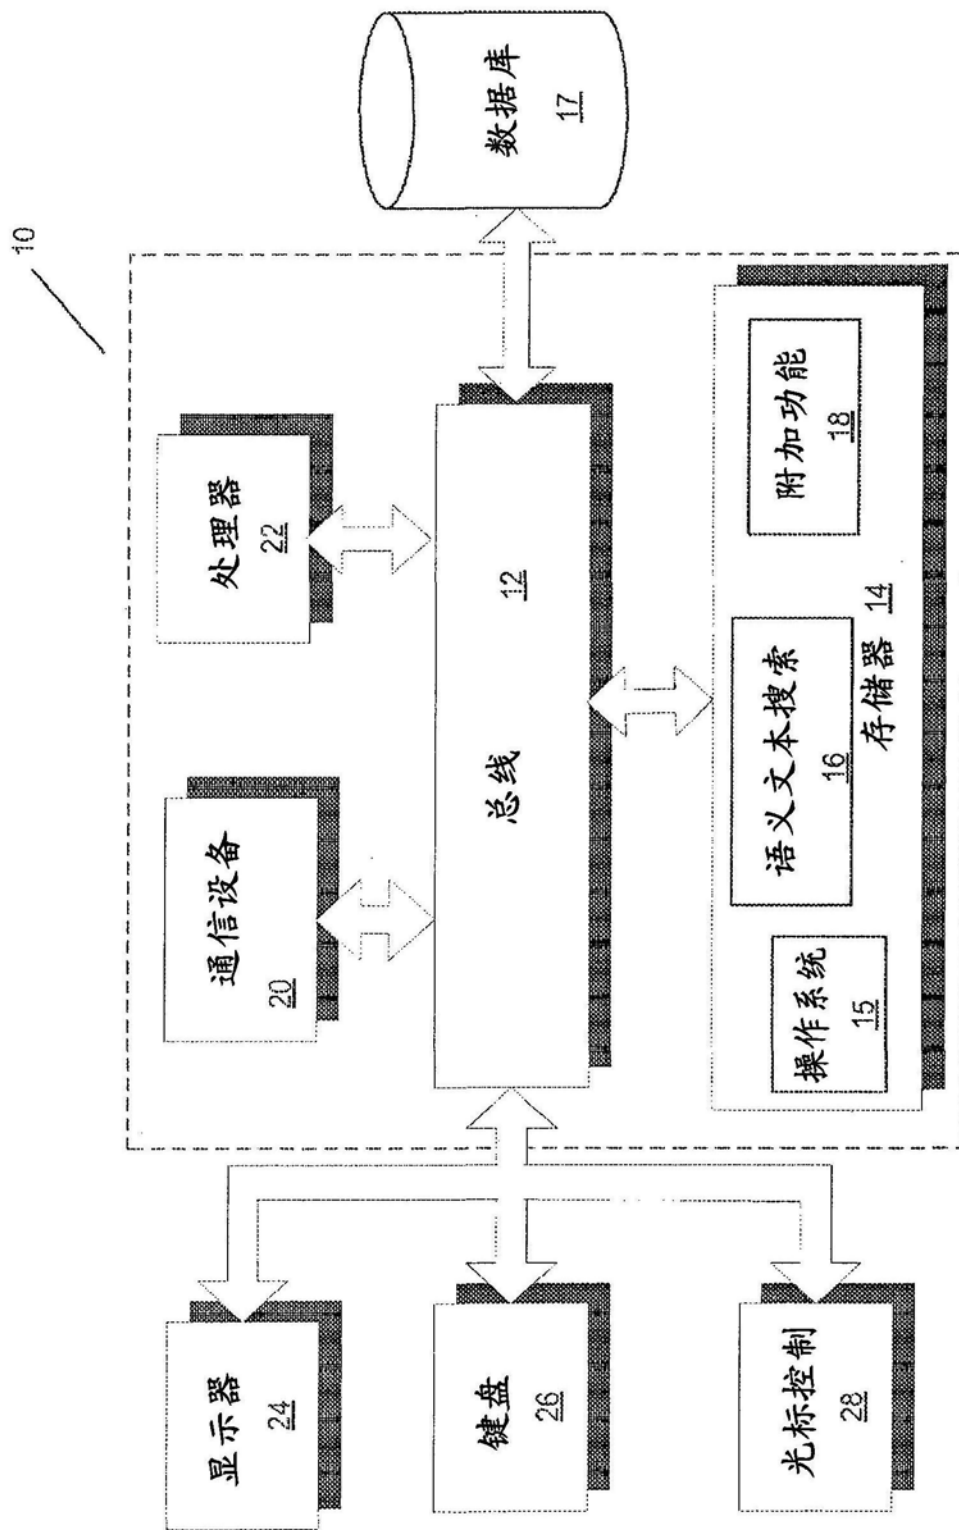 10
显示器
24
键盘
26
光标控制
28
通信设备
20
处理器
22
总线
12
操作系统
15
语义文本搜索
16
附加功能
18
存储器
14
数据库
17